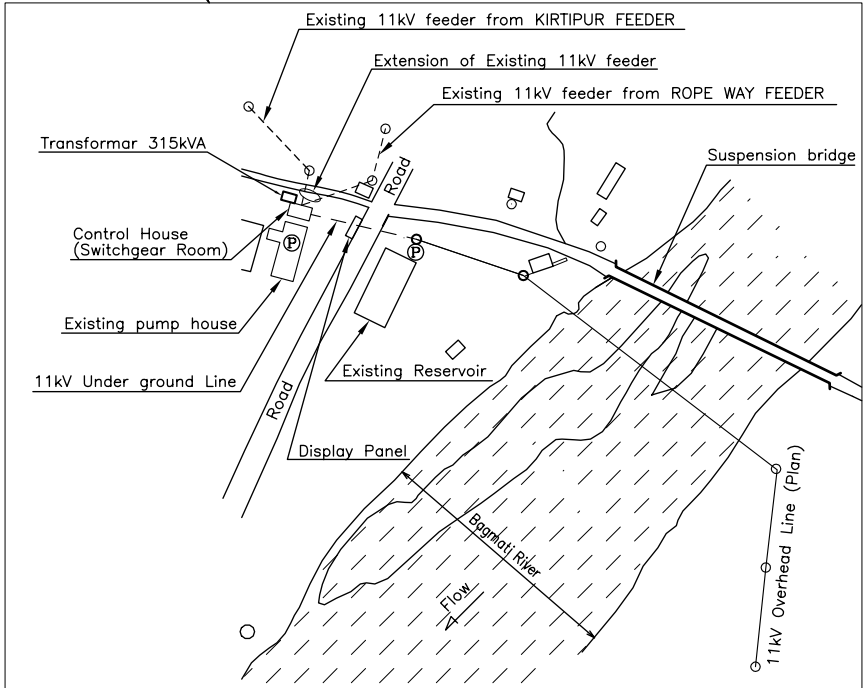 Existing 11kV feeder from KIRTIPUR FEEDER
Extension of Existing 11kV feeder
Existing 11kV feeder from ROPE WAY FEEDER
Transformar 315kVA
Suspension bridge
Road
Control House
(Switchgear Room)
P
P
Existing pump house
11kV Under ground Line
Existing Reservoir
Road
Display Panel
Bagmati River
Flow
11kV Overhead Line (Plan)